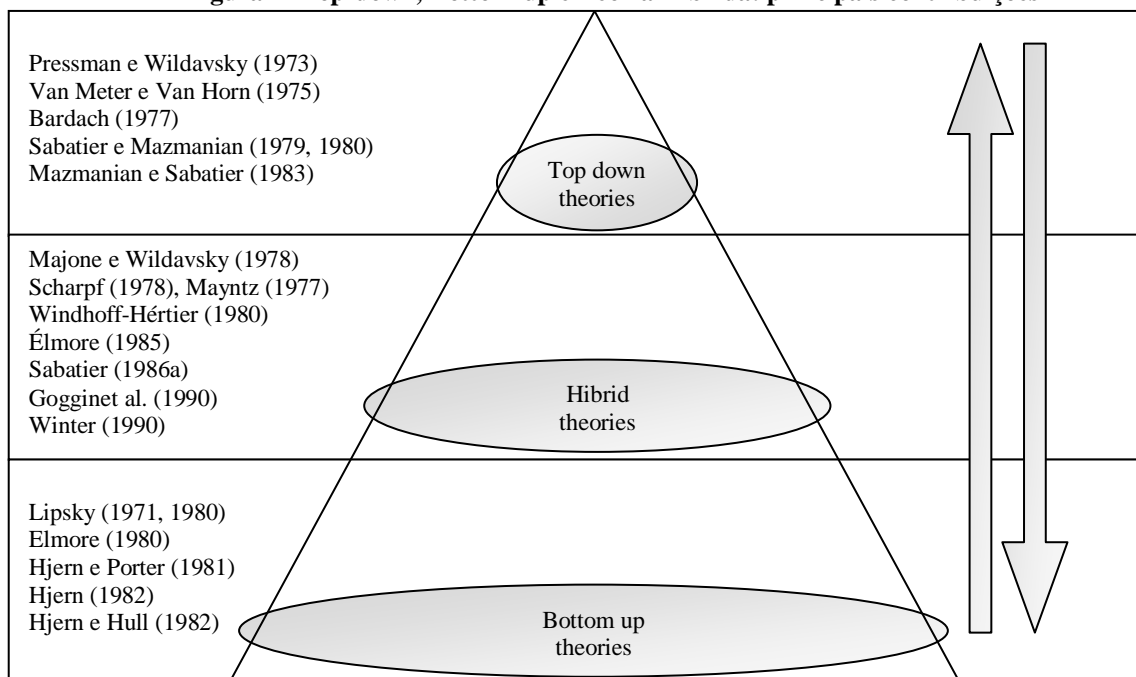 Pressman e Wildavsky (1973)
Van Meter e Van Horn (1975)
Bardach (1977)
Sabatier e Mazmanian (1979, 1980)
Mazmanian e Sabatier (1983)
Top down
theories
Majone e Wildavsky (1978)
Scharpf (1978), Mayntz (1977)
Windhoff-Hértier (1980)
Élmore (1985)
Sabatier (1986a)
Gogginet al. (1990)
Winter (1990)
Hibrid
theories
Lipsky (1971, 1980)
Elmore (1980)
Hjern e Porter (1981)
Hjern (1982)
Hjern e Hull (1982)
Bottom up
theories